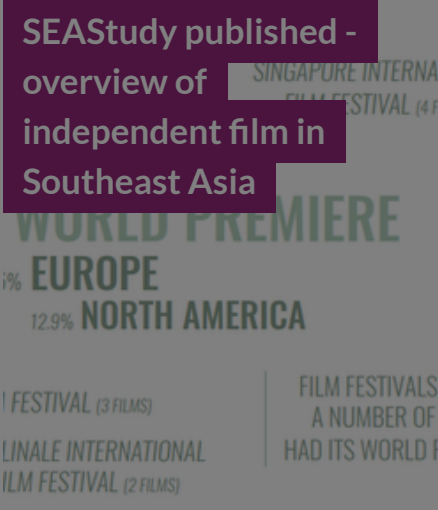 SEAStudy published -
overview of
independent film in
Southeast Asia
SINGAPORE INTERNA
FILM FESTIVAL (4 F
WORLD PREMIERE
% EUROPE
12.9% NORTH AMERICA
FESTIVAL (3 FILMS)
LINALE INTERNATIONAL
ILM FESTIVAL (2 FILMS)
FILM FESTIVALS
A NUMBER OF
HAD ITS WORLD